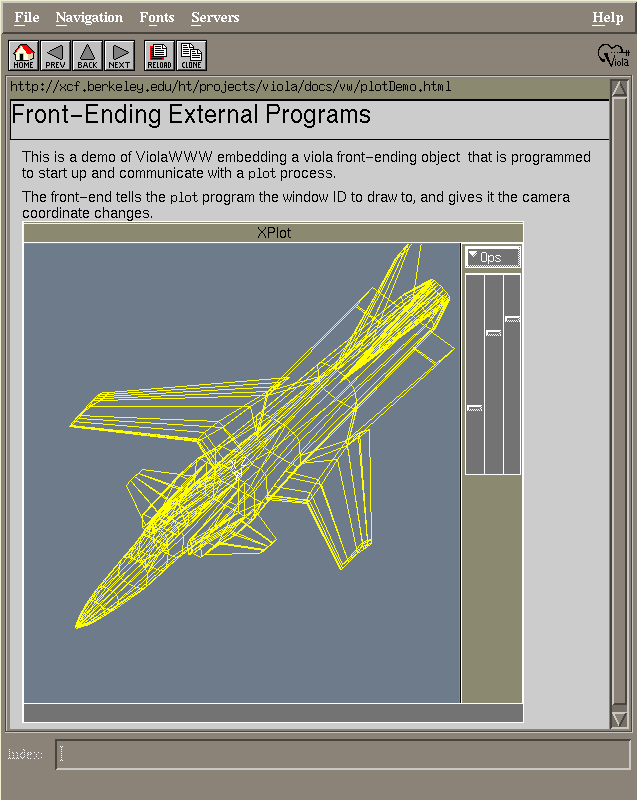 File Navigation Fonts Servers Help
HOME PREV BACK NEXT RELOAD CLONE Viola
http://xcf.berkeley.edu/ht/projects/viola/docs/vw/plotDemo.html
Front-Ending External Programs
This is a demo of ViolaWWW embedding a viola front-ending object that is programmed
to start up and communicate with a plot process.
The front-end tells the plot program the window ID to draw to, and gives it the camera
coordinate changes.
XPlot
Ops
Index: